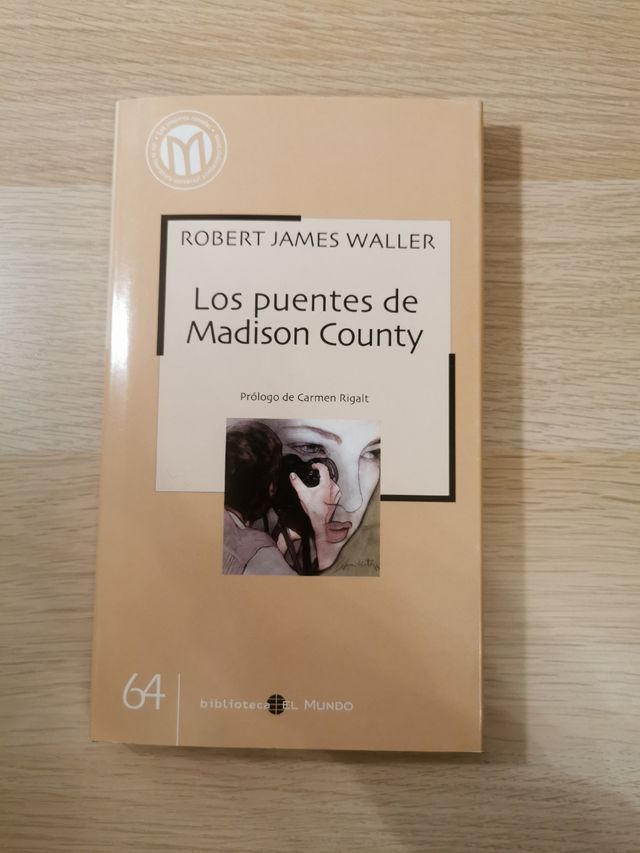 M
ROBERT JAMES WALLER
Los puentes de
Madison County
Prólogo de Carmen Rigalt
64
biblioteca EL MUNDO